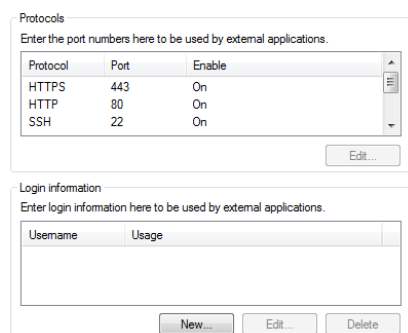 Protocols
Enter the port numbers here to be used by external applications.
Protocol Port Enable
HTTPS 443 On
HTTP 80 On
SSH 22 On
Edit...
Login information
Enter login information here to be used by external applications.
Username Usage
New... Edit... Delete